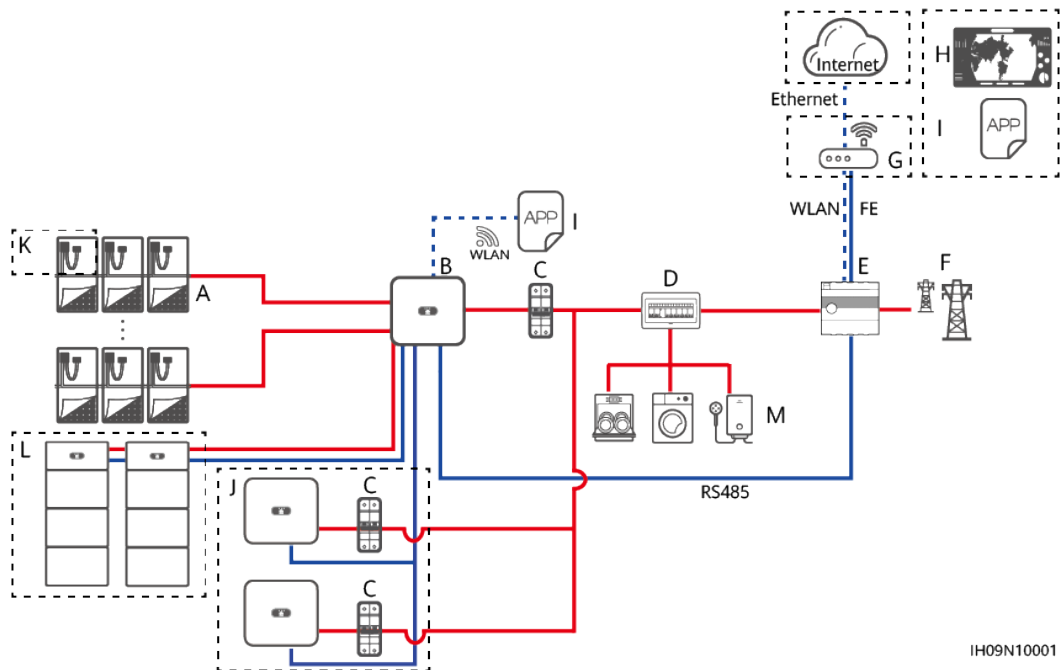 Internet
H
Ethernet
APP
I
G
WLAN
FE
K
APP
I
WLAN
A
B
C
D
E
F
M
L
J
C
RS485
C
IH09N10001